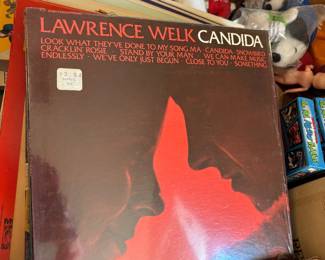 LAWRENCE WELK CANDIDA
LOOK WHAT THEY'VE DONE TO MY SONG MA · CANDIDA · SNOWBIRD
CRACKLIN' ROSIE · STAND BY YOUR MAN · WE CAN MAKE MUSIC
ENDLESSLY · WE'VE ONLY JUST BEGUN · CLOSE TO YOU · SOMETHING